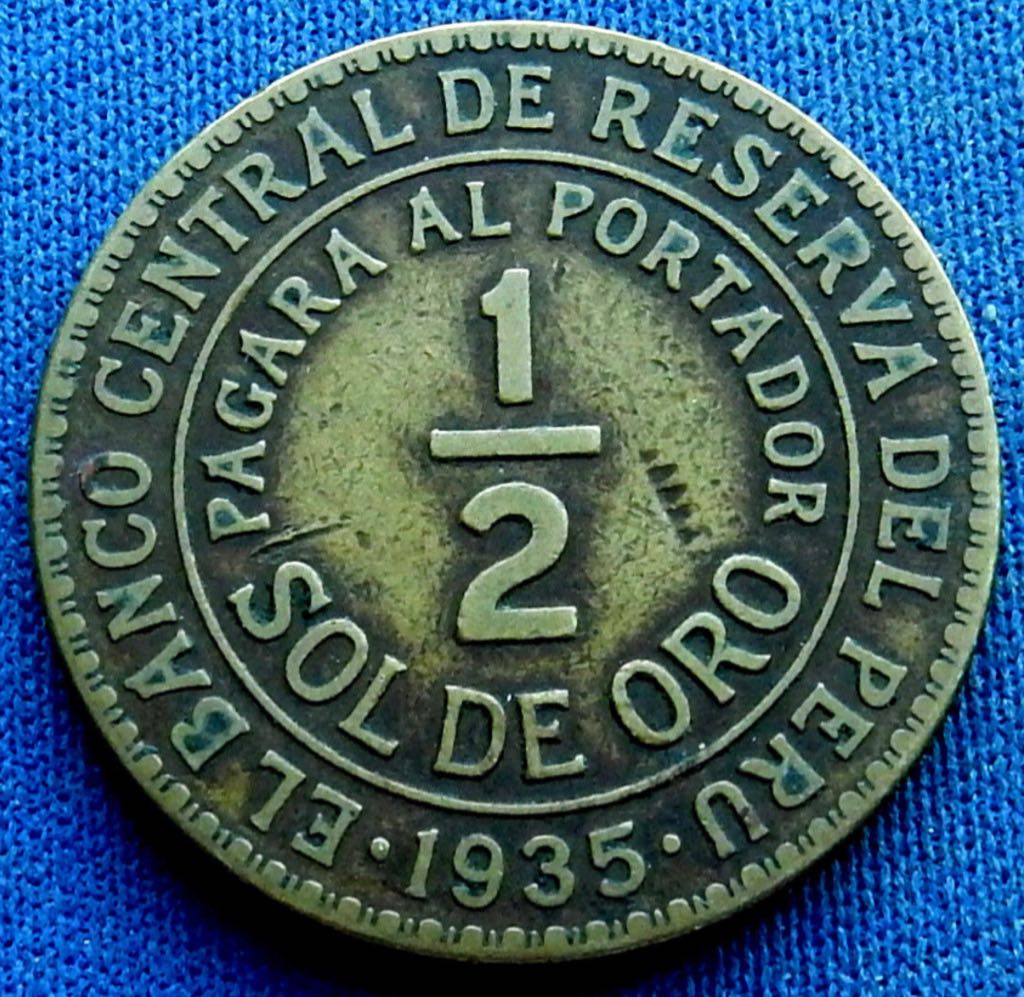 EL BANCO CENTRAL DE RESERVA DEL PERU
PAGARA AL PORTADOR
1
2
SOL DE ORO
· 1935 ·